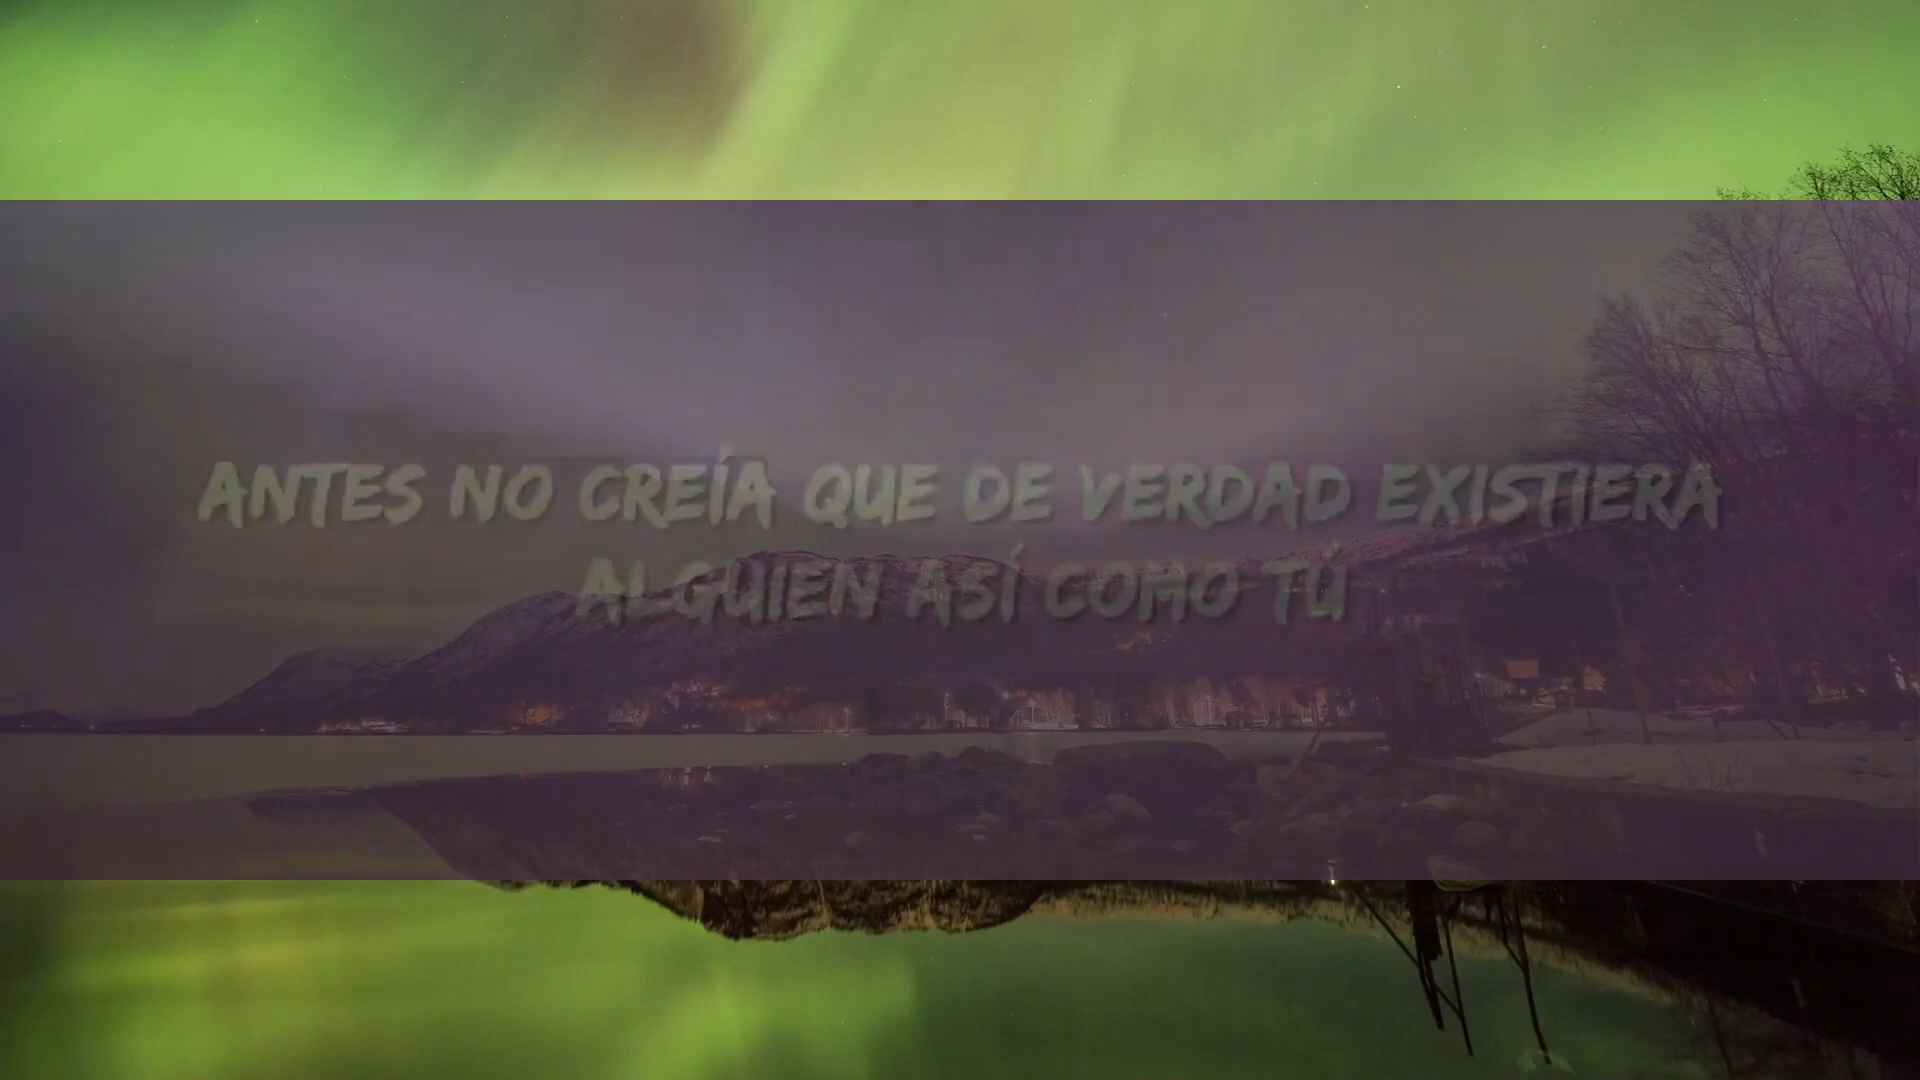 ANTES NO CREÍA QUE DE VERDAD EXISTIERA
ALGUIEN ASÍ COMO TÚ